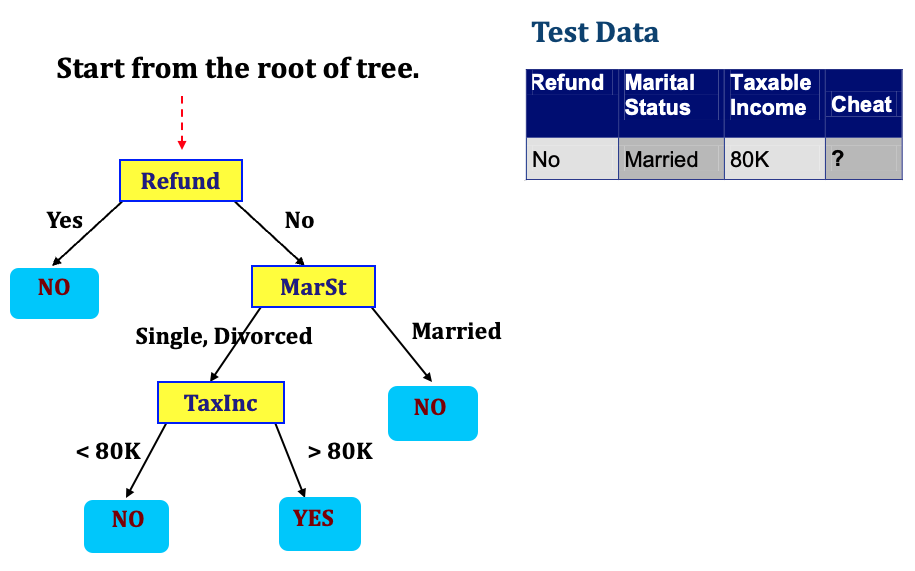 Test Data
Start from the root of tree.
Refund Marital Status Taxable Income Cheat
No Married 80K ?
Refund
Yes No
NO
MarSt
Single, Divorced Married
TaxInc
NO
< 80K > 80K
NO YES